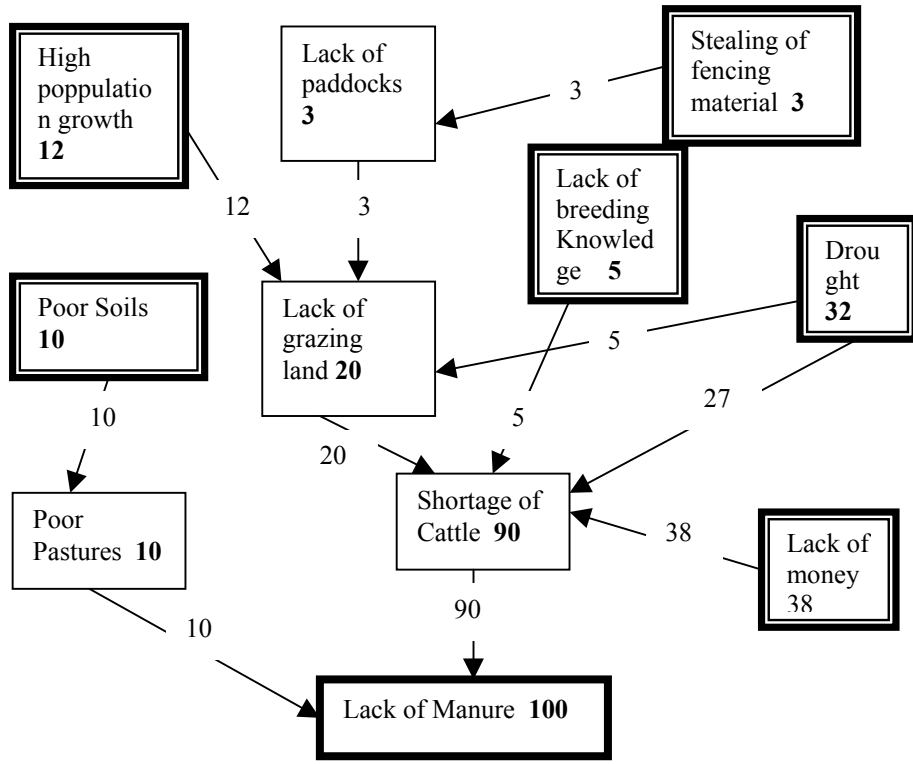 High
poppulatio
n growth
12
Lack of
paddocks
3
Stealing of
fencing
material 3
3
Lack of
breeding
Knowled
ge 5
12
3
Drou
ght
32
Poor Soils
10
Lack of
grazing
land 20
5
10
27
20
5
Poor
Pastures 10
Shortage of
Cattle 90
38
Lack of
money
38
10
90
Lack of Manure 100